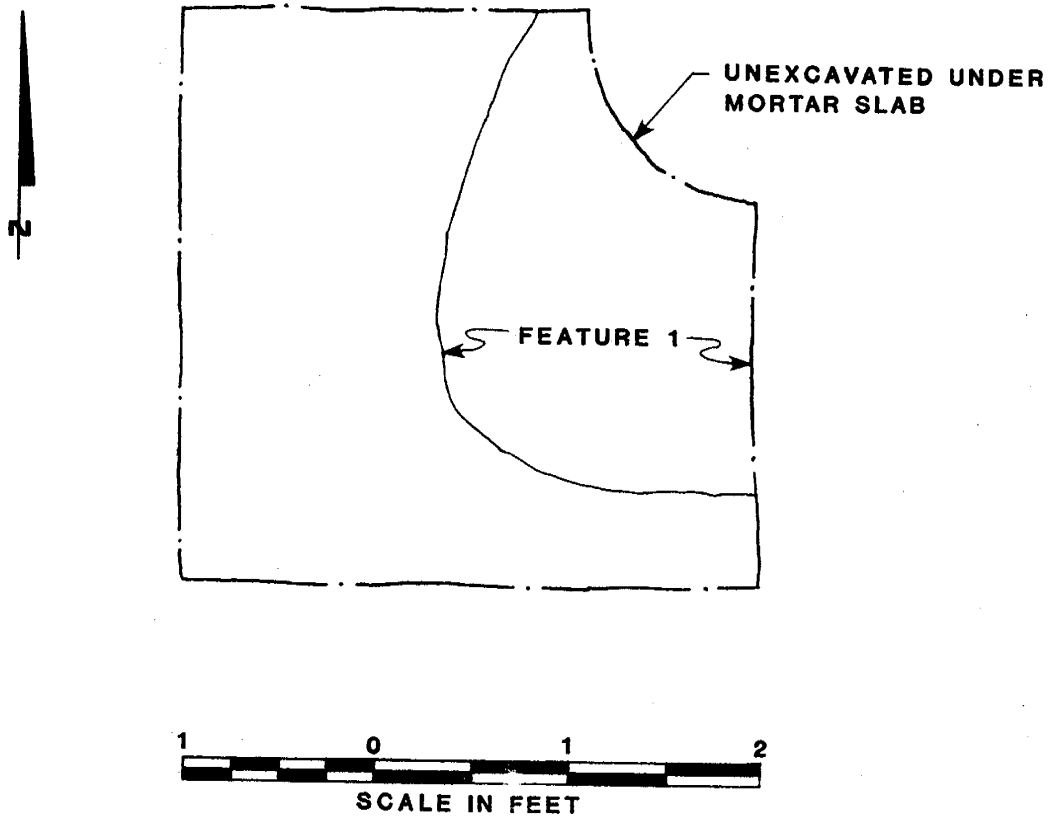 UNEXCAVATED UNDER
MORTAR SLAB
N
FEATURE 1
1 0 1 2
SCALE IN FEET